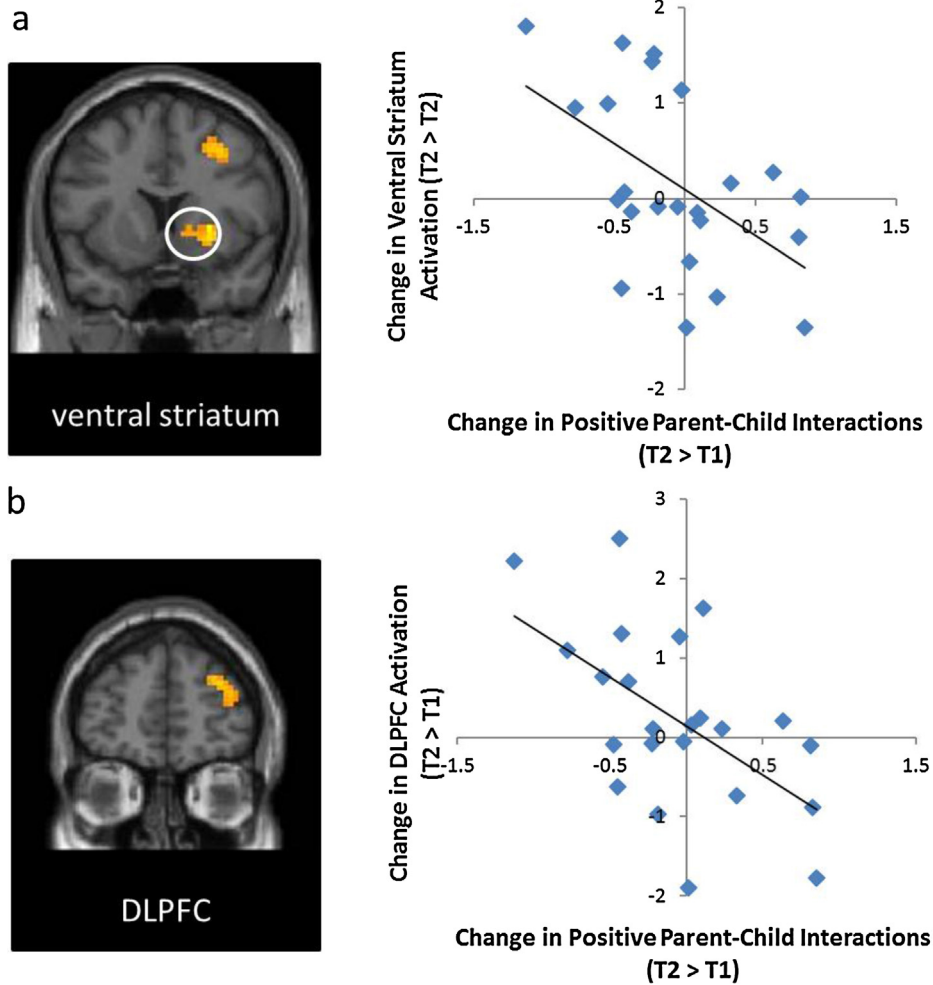 a
ventral striatum
Change in Ventral Striatum
Activation (T2 > T2)
2
1
0
-1
-2
-1.5
-0.5
0.5
1.5
Change in Positive Parent-Child Interactions
(T2 > T1)
b
DLPFC
Change in DLPFC Activation
(T2 > T1)
3
2
1
0
-1
-2
-1.5
-0.5
0.5
1.5
Change in Positive Parent-Child Interactions
(T2 > T1)